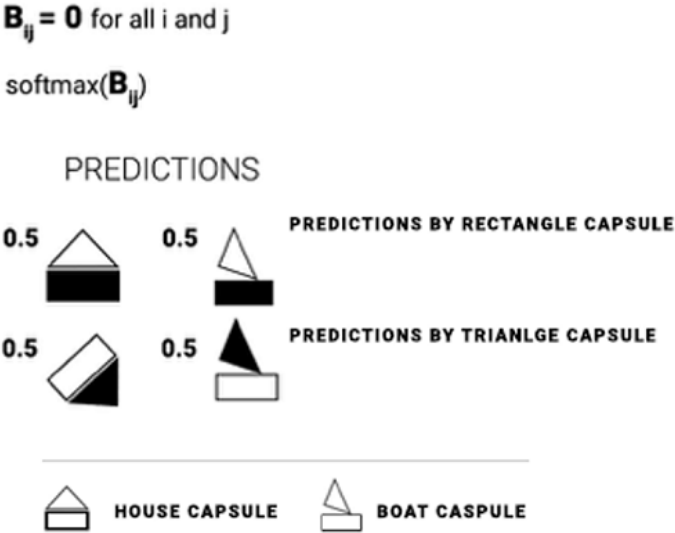 Bij = 0 for all i and j
softmax(Bij)
PREDICTIONS
0.5 0.5 PREDICTIONS BY RECTANGLE CAPSULE
0.5 0.5 PREDICTIONS BY TRIANLGE CAPSULE
HOUSE CAPSULE BOAT CASPULE